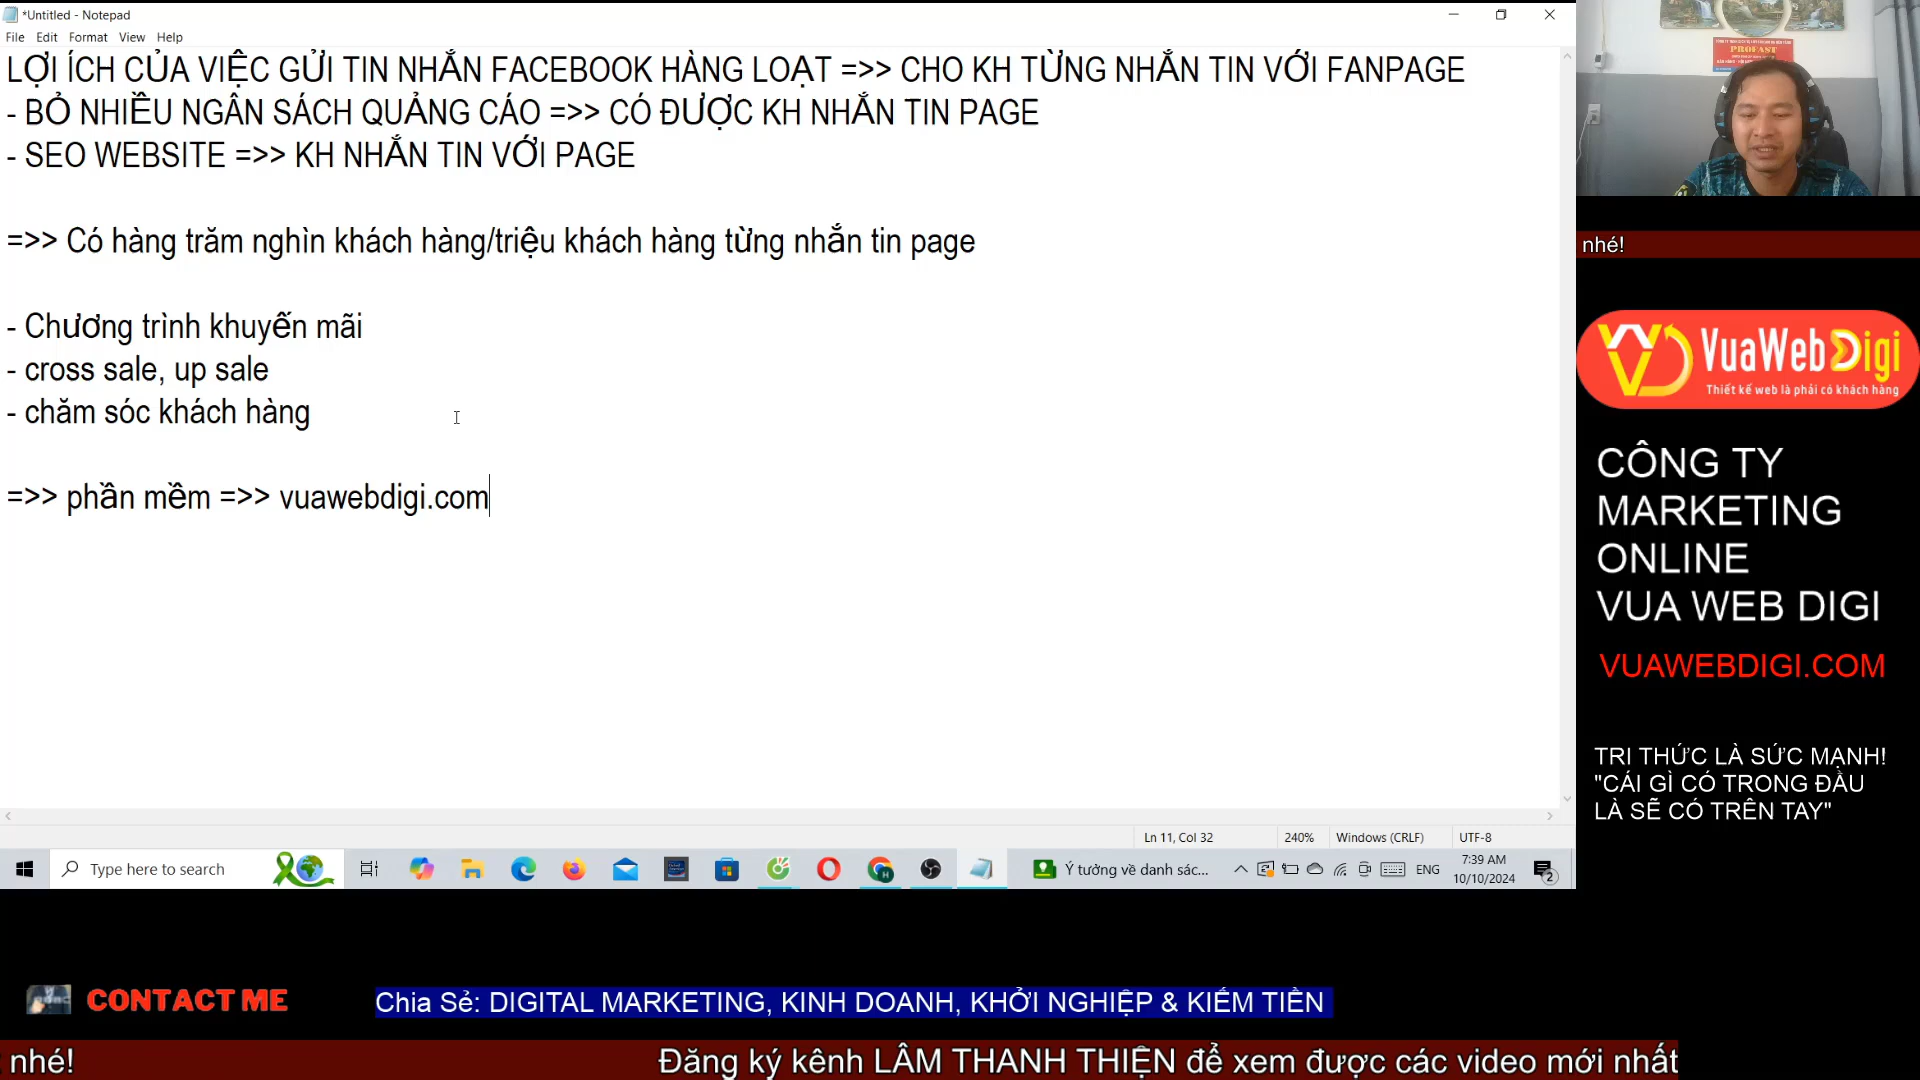 *Untitled - Notepad
File Edit Format View Help
LỢI ÍCH CỦA VIỆC GỬI TIN NHẮN FACEBOOK HÀNG LOẠT =>> CHO KH TỪNG NHẮN TIN VỚI FANPAGE
- BỎ NHIỀU NGÂN SÁCH QUẢNG CÁO =>> CÓ ĐƯỢC KH NHẮN TIN PAGE
- SEO WEBSITE =>> KH NHẮN TIN VỚI PAGE
=>> Có hàng trăm nghìn khách hàng/triệu khách hàng từng nhắn tin page
- Chương trình khuyến mãi
- cross sale, up sale
- chăm sóc khách hàng
=>> phần mềm =>> vuawebdigi.com
Ln 11, Col 32 240% Windows (CRLF) UTF-8
Type here to search
Ý tưởng về danh sác...
ENG
7:39 AM
10/10/2024
2
PROFAST
nhé!
VuaWebDigi
Thiết kế web là phải có khách hàng
CÔNG TY
MARKETING
ONLINE
VUA WEB DIGI
VUAWEBDIGI.COM
TRI THỨC LÀ SỨC MẠNH!
"CÁI GÌ CÓ TRONG ĐẦU
LÀ SẼ CÓ TRÊN TAY"
CONTACT ME
Chia Sẻ: DIGITAL MARKETING, KINH DOANH, KHỞI NGHIỆP & KIẾM TIỀN
nhé! Đăng ký kênh LÂM THANH THIỆN để xem được các video mới nhất